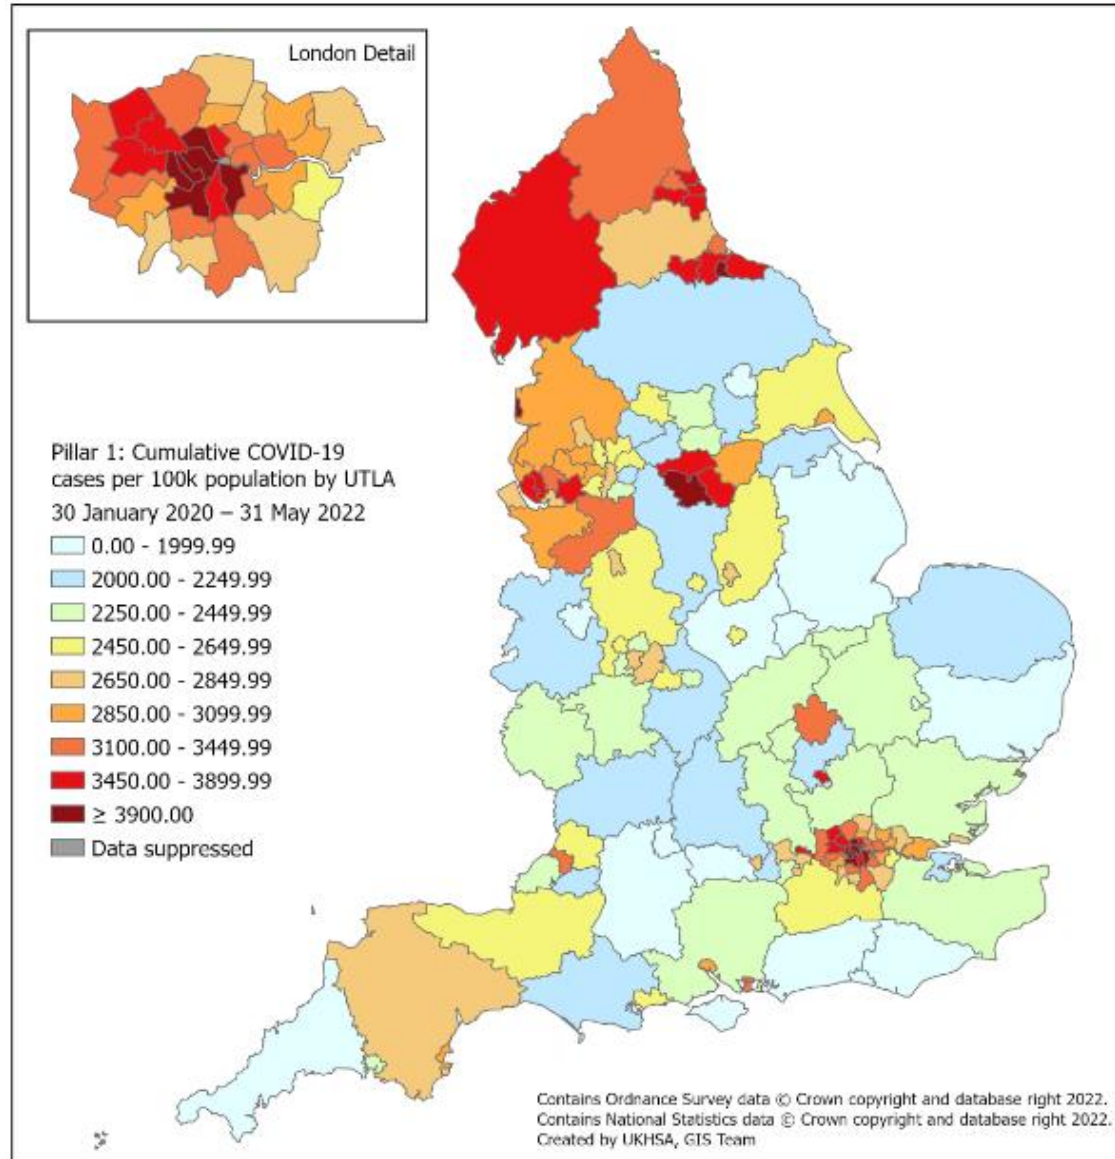 London Detail
Pillar 1: Cumulative COVID-19
cases per 100k population by UTLA
30 January 2020 – 31 May 2022
0.00 - 1999.99
2000.00 - 2249.99
2250.00 - 2449.99
2450.00 - 2649.99
2650.00 - 2849.99
2850.00 - 3099.99
3100.00 - 3449.99
3450.00 - 3899.99
≥ 3900.00
Data suppressed
Contains Ordnance Survey data © Crown copyright and database right 2022.
Contains National Statistics data © Crown copyright and database right 2022.
Created by UKHSA, GIS Team